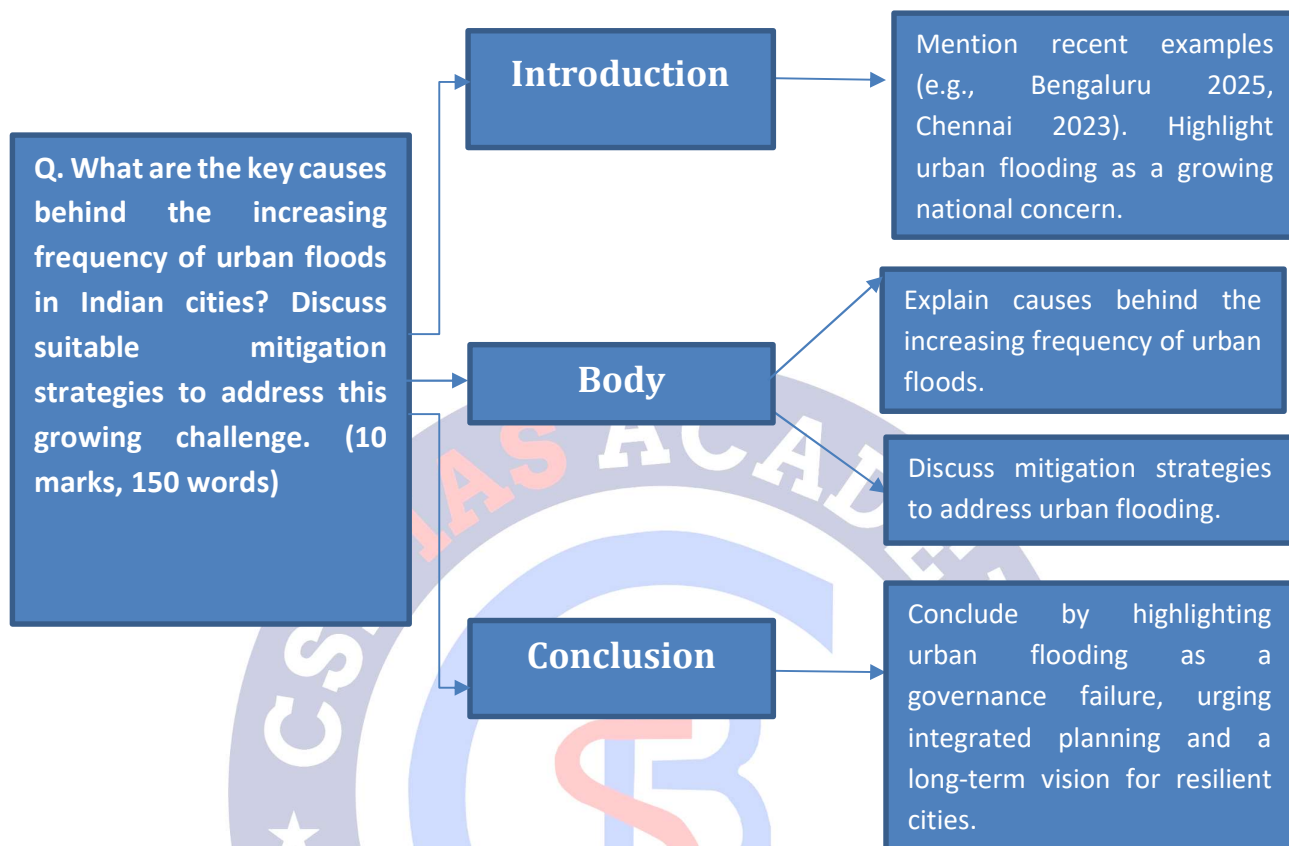 Q. What are the key causes
behind the increasing
frequency of urban floods
in Indian cities? Discuss
suitable mitigation
strategies to address this
growing challenge. (10
marks, 150 words)
Introduction
Mention recent examples
(e.g., Bengaluru 2025,
Chennai 2023). Highlight
urban flooding as a growing
national concern.
Body
Explain causes behind the
increasing frequency of urban
floods.
Discuss mitigation strategies
to address urban flooding.
Conclusion
Conclude by highlighting
urban flooding as a
governance failure, urging
integrated planning and a
long-term vision for resilient
cities.
IAS ACAD
CS